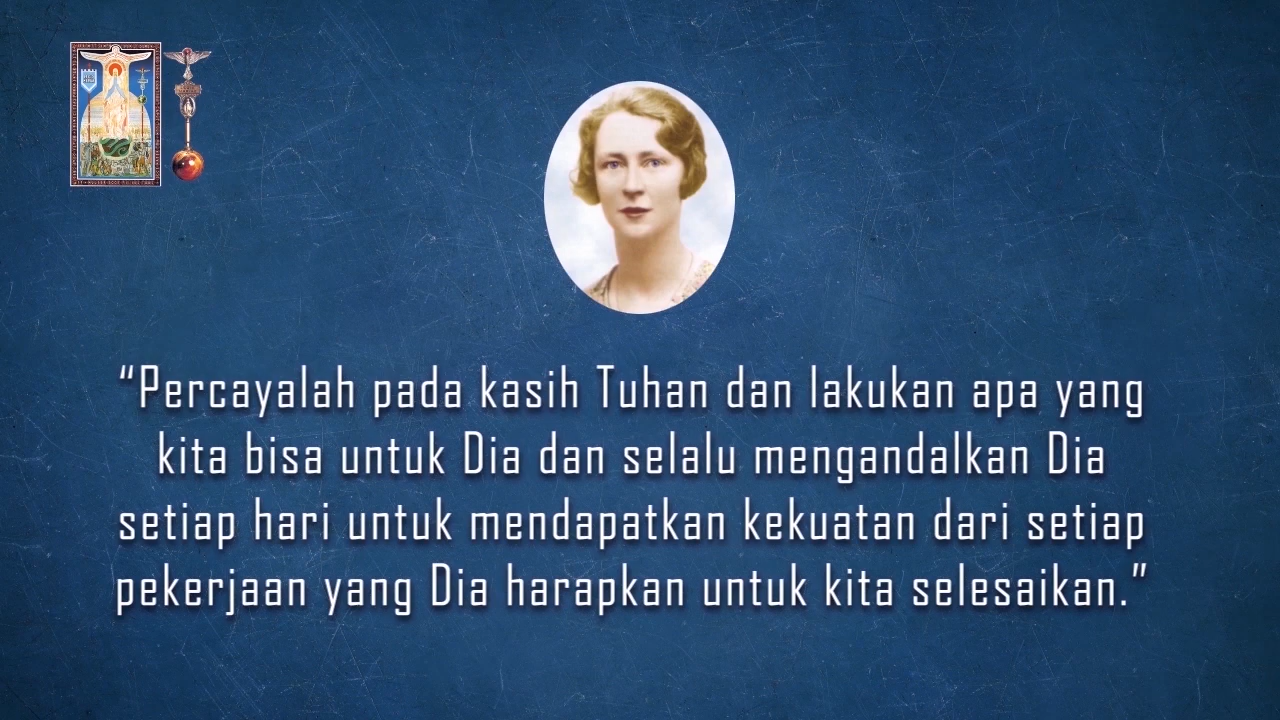 “Percayalah pada kasih Tuhan dan lakukan apa yang
kita bisa untuk Dia dan selalu mengandalkan Dia
setiap hari untuk mendapatkan kekuatan dari setiap
pekerjaan yang Dia harapkan untuk kita selesaikan.”